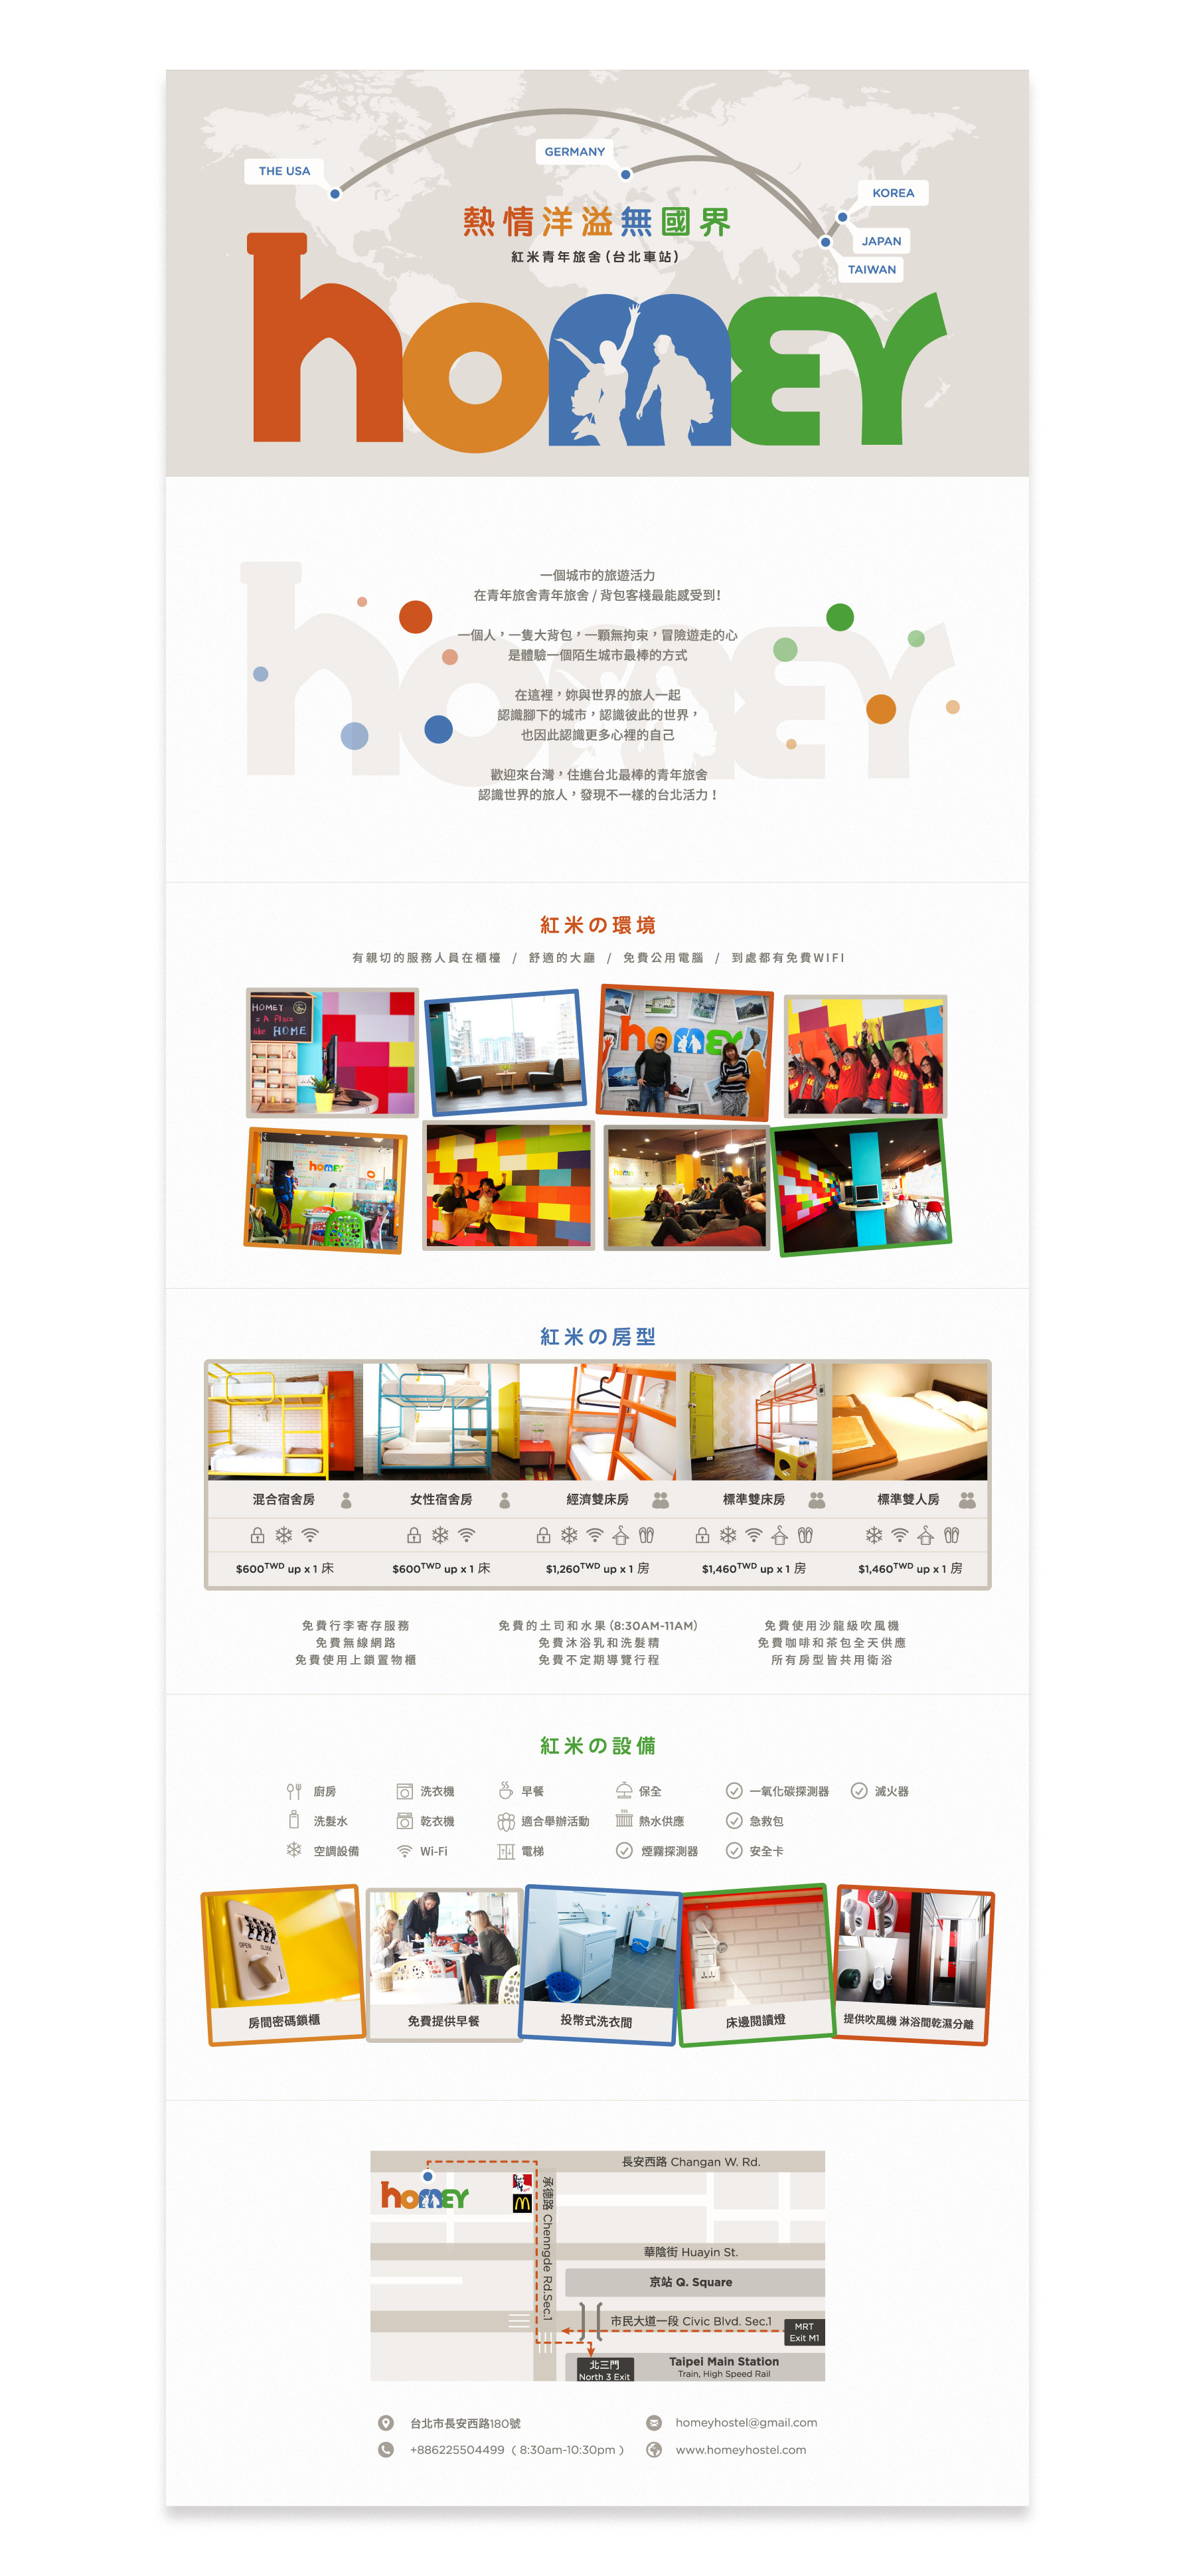 THE USA
GERMANY
KOREA
JAPAN
TAIWAN
熱情洋溢無國界
紅米青年旅舍(台北車站)
homey
一個城市的旅遊活力
在青年旅舍青年旅舍 / 背包客棧最能感受到!
一個人，一隻大背包，一顆無拘束，冒險遊走的心
是體驗一個陌生城市最棒的方式
在這裡，妳與世界的旅人一起
認識腳下的城市，認識彼此的世界，
也因此認識更多心裡的自己
歡迎來台灣，住進台北最棒的青年旅舍
認識世界的旅人，發現不一樣的台北活力！
紅米の環境
有親切的服務人員在櫃檯 / 舒適的大廳 / 免費公用電腦 / 到處都有免費WIFI
HOMEY
= A Place
like HOME
homey
homey
homey
紅米の房型
混合宿舍房
女性宿舍房
經濟雙床房
標準雙床房
標準雙人房
$600TWD up x 1 床
$600TWD up x 1 床
$1,260TWD up x 1 房
$1,460TWD up x 1 房
$1,460TWD up x 1 房
免費行李寄存服務
免費無線網路
免費使用上鎖置物櫃
免費的土司和水果(8:30AM-11AM)
免費沐浴乳和洗髮精
免費不定期導覽行程
免費使用沙龍級吹風機
免費咖啡和茶包全天供應
所有房型皆共用衛浴
紅米の設備
廚房
洗衣機
早餐
保全
一氧化碳探測器
滅火器
洗髮水
乾衣機
適合舉辦活動
熱水供應
急救包
空調設備
Wi-Fi
電梯
煙霧探測器
安全卡
OPEN
CLOSE
房間密碼鎖櫃
免費提供早餐
投幣式洗衣間
床邊閱讀燈
提供吹風機 淋浴間乾濕分離
長安西路 Changan W. Rd.
homey
承德路 Chenngde Rd.Sec.1
華陰街 Huayin St.
京站 Q. Square
市民大道一段 Civic Blvd. Sec.1
MRT
Exit M1
北三門
North 3 Exit
Taipei Main Station
Train, High Speed Rail
台北市長安西路180號
homeyhostel@gmail.com
+886225504499（8:30am-10:30pm）
www.homeyhostel.com